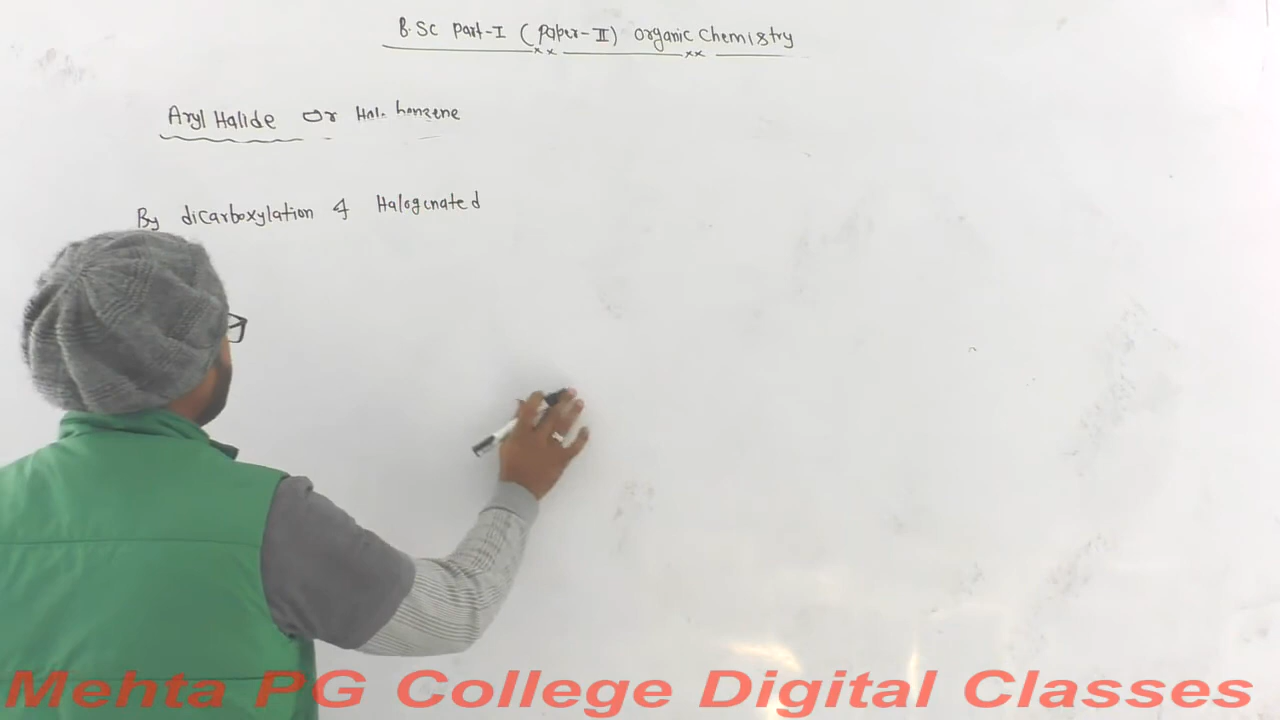 B.Sc Part-I (Paper-II) Organic Chemistry
Aryl Halide Or Halo benzene
By dicarboxylation & Halogenated
Mehta PG College Digital Classes